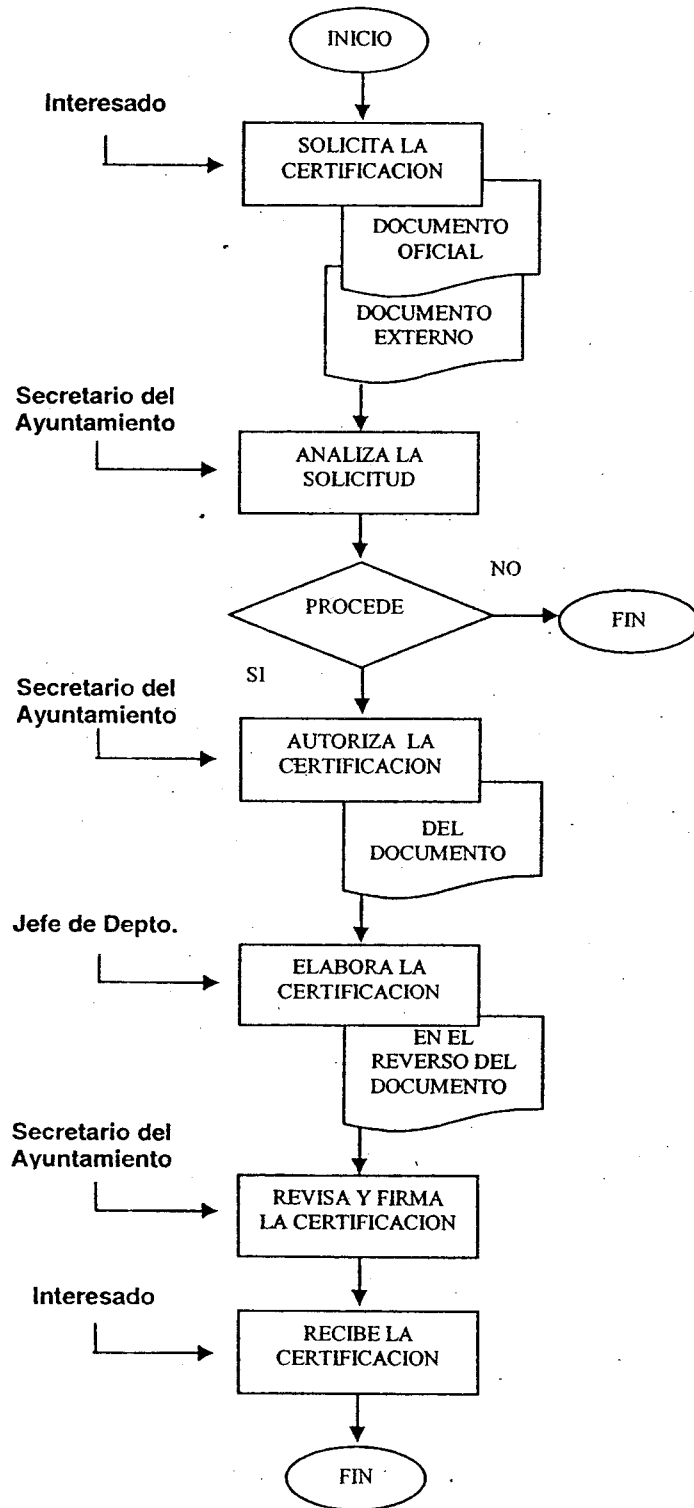 INICIO
Interesado
SOLICITA LA
CERTIFICACION
DOCUMENTO
OFICIAL
DOCUMENTO
EXTERNO
Secretario del
Ayuntamiento
ANALIZA LA
SOLICITUD
PROCEDE
NO
FIN
SI
Secretario del
Ayuntamiento
AUTORIZA LA
CERTIFICACION
DEL
DOCUMENTO
Jefe de Depto.
ELABORA LA
CERTIFICACION
EN EL
REVERSO DEL
DOCUMENTO
Secretario del
Ayuntamiento
REVISA Y FIRMA
LA CERTIFICACION
Interesado
RECIBE LA
CERTIFICACION
FIN